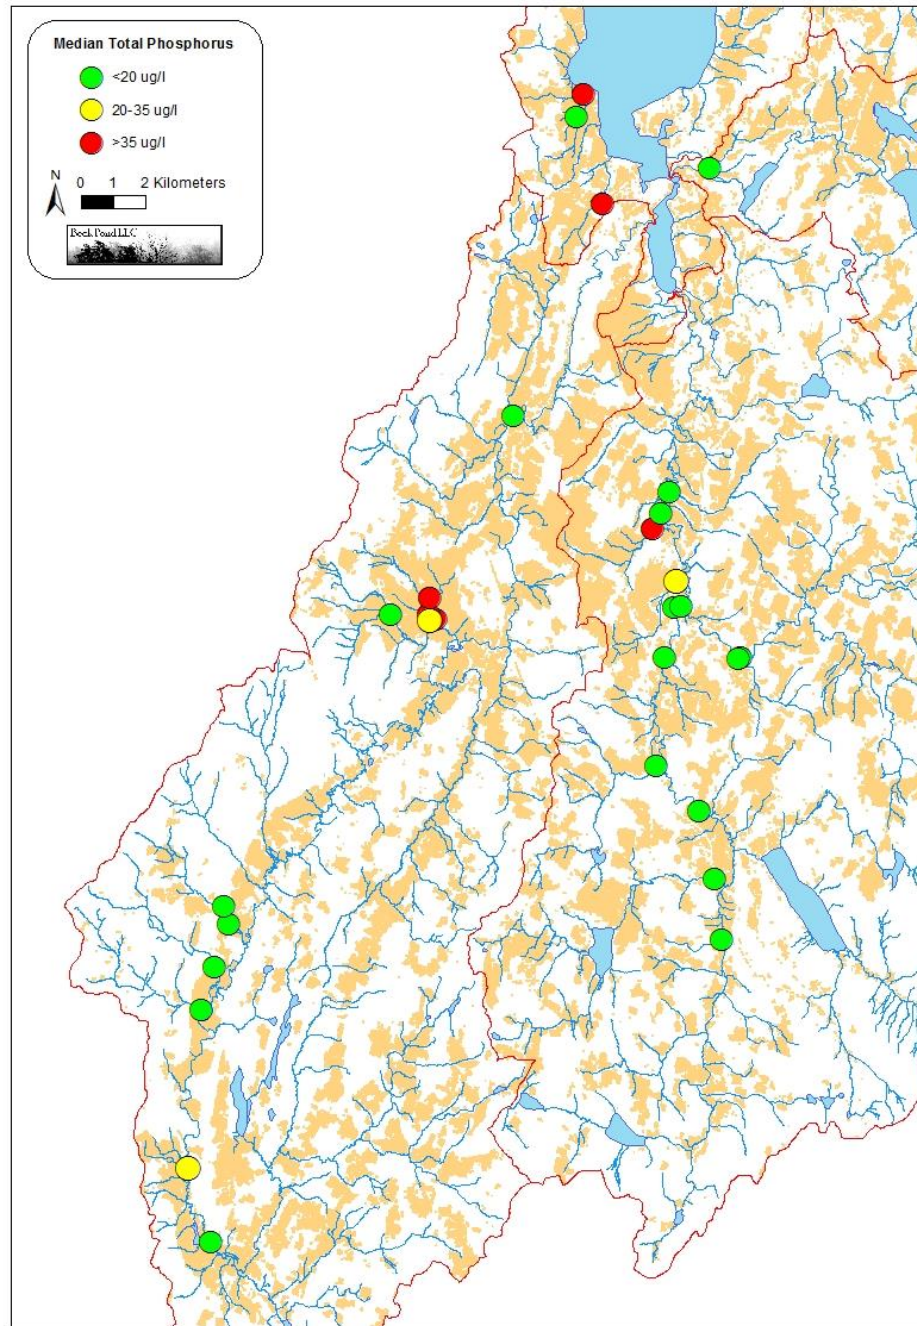 Median Total Phosphorus
<20 ug/l
20-35 ug/l
>35 ug/l
N
0 1 2 Kilometers
Beck Pond LLC